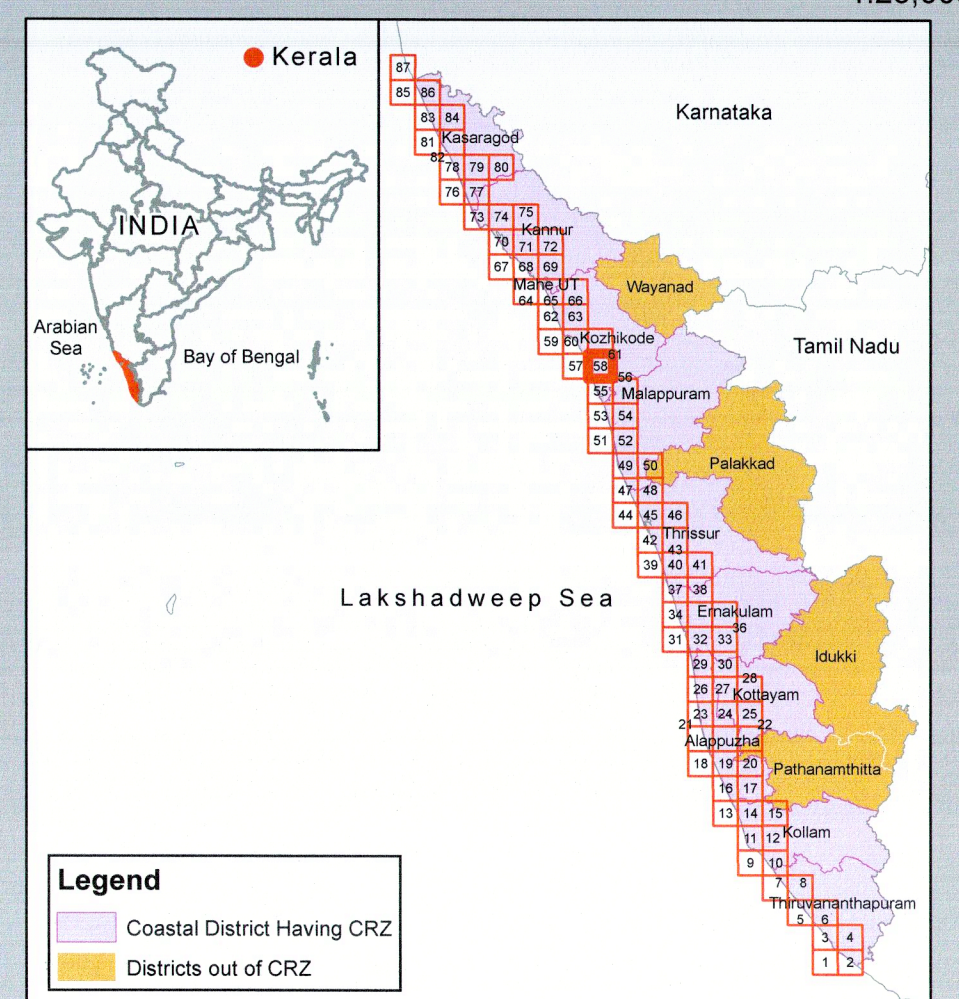 Kerala
INDIA
Arabian
Sea
Bay of Bengal
87
Karnataka
85 86
83 84
81 Kasaragod
82
78 79 80
76 77
73 74 75
Kannur
70 71 72
67 68 69
Wayanad
Mahe UT
64 65 66
62 63
59 60 Kozhikode
Tamil Nadu
61
57 58
56
55 Malappuram
53 54
51 52
49 50 Palakkad
47 48
44 45 46
42 Thrissur
43
39 40 41
37 38
Lakshadweep Sea
34 Ernakulam
36
31 32 33
Idukki
29 30
28
26 27 Kottayam
23 24 25
21 22
Alappuzha
18 19 20 Pathanamthitta
16 17
13 14 15
11 12 Kollam
9 10
7 8
Thiruvananthapuram
5 6
3 4
1 2
Legend
Coastal District Having CRZ
Districts out of CRZ